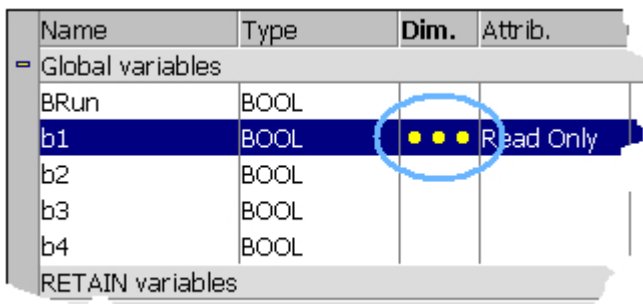 Name Type Dim. Attrib.
Global variables
BRun BOOL
b1 BOOL Read Only
b2 BOOL
b3 BOOL
b4 BOOL
RETAIN variables